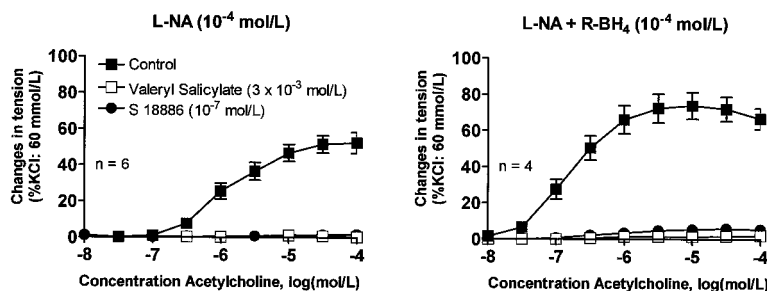 L-NA (10⁻⁴ mol/L)
Changes in tension
(%KCl: 60 mmol/L)
100
80
60
40
20
0
Control
Valeryl Salicylate (3 x 10⁻³ mol/L)
S 18886 (10⁻⁷ mol/L)
n = 6
-8 -7 -6 -5 -4
Concentration Acetylcholine, log(mol/L)
L-NA + R-BH₄ (10⁻⁴ mol/L)
Changes in tension
(%KCl: 60 mmol/L)
100
80
60
40
20
0
n = 4
-8 -7 -6 -5 -4
Concentration Acetylcholine, log(mol/L)